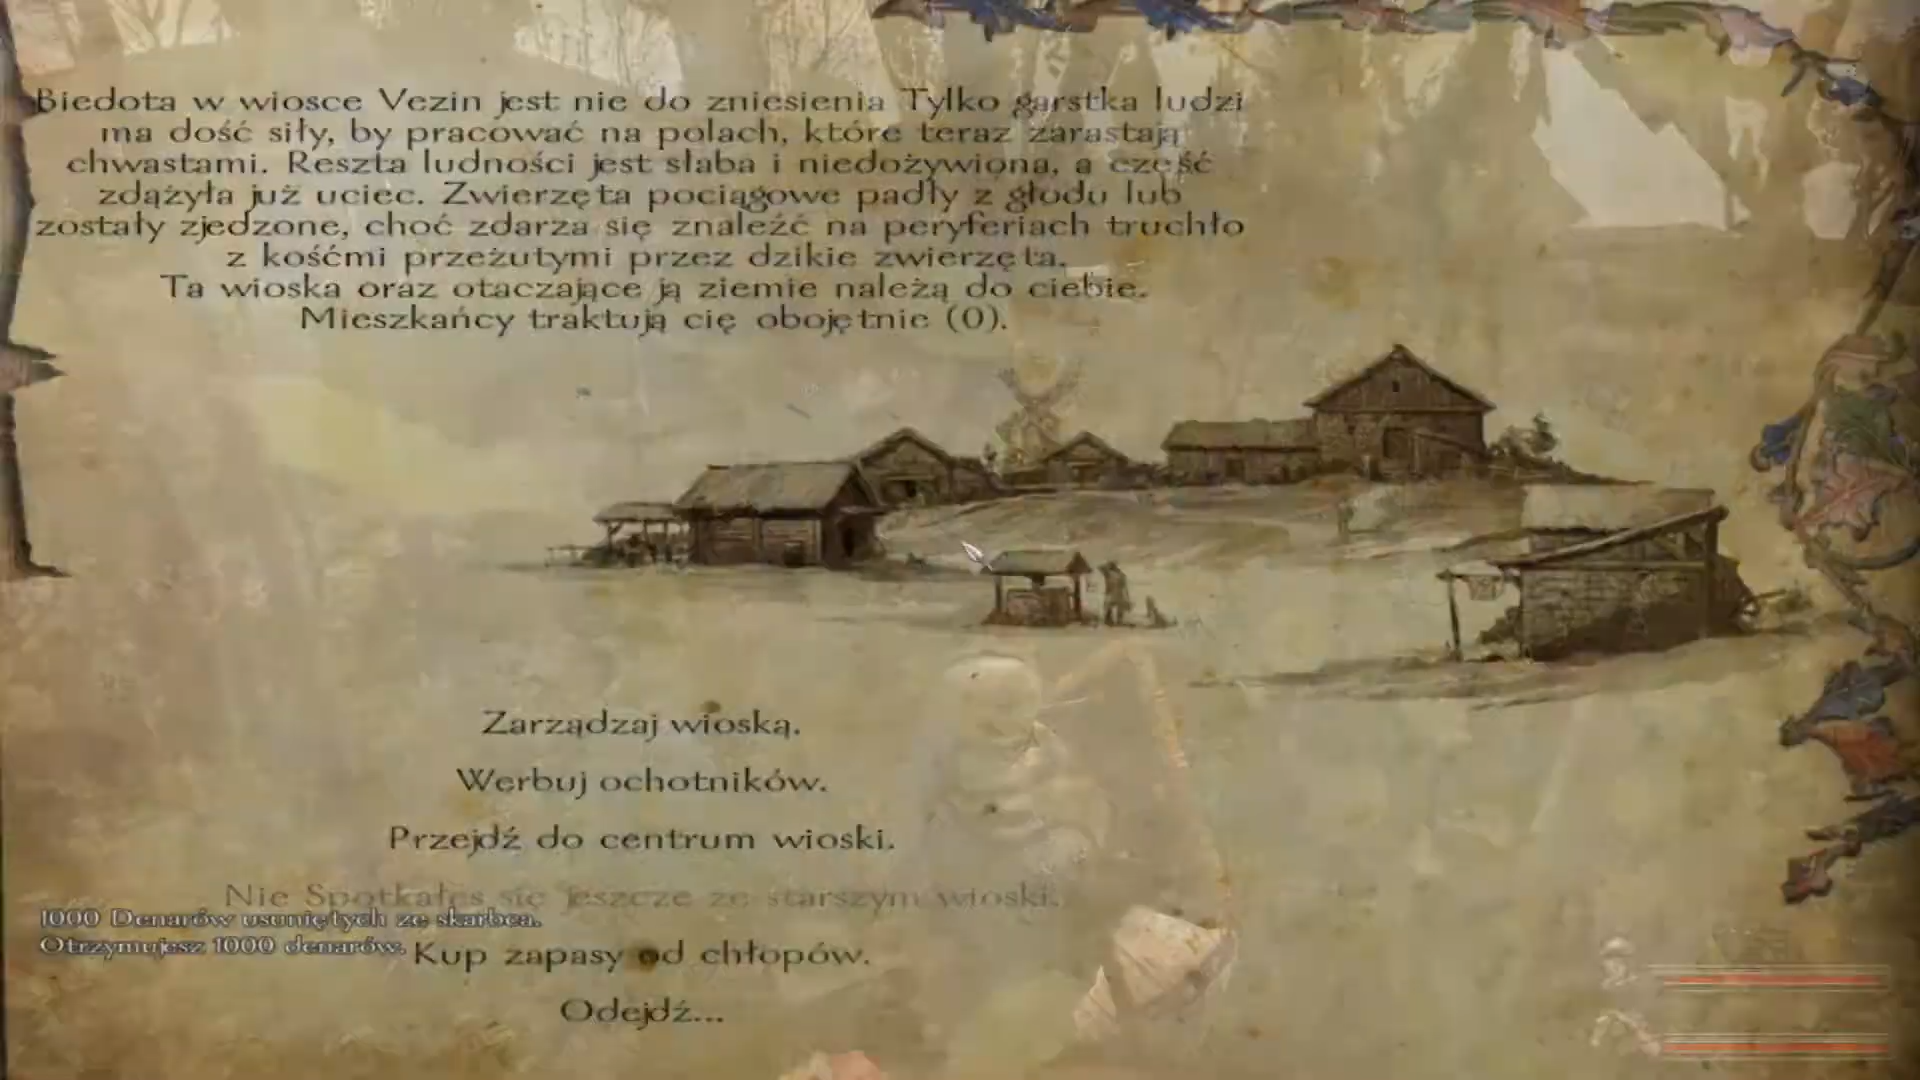 Biedota w wiosce Vezin jest nie do zniesienia Tylko garstka ludzi
ma dość siły, by pracować na polach, które teraz zarastają
chwastami. Reszta ludności jest słaba i niedożywiona, a część
zdążyła już uciec. Zwierzęta pociągowe padły z głodu lub
zostały zjedzone, choć zdarza się znaleźć na peryferiach truchło
z kośćmi przeżutymi przez dzikie zwierzęta.
Ta wioska oraz otaczające ją ziemie należą do ciebie.
Mieszkańcy traktują cię obojętnie (0).
Zarządzaj wioską.
Werbuj ochotników.
Przejdź do centrum wioski.
Nie Spotkałeś się jeszcze ze starszym wioski.
1000 Denarów usuniętych ze skarbca.
Otrzymujesz 1000 denarów.
Kup zapasy od chłopów.
Odejdź...